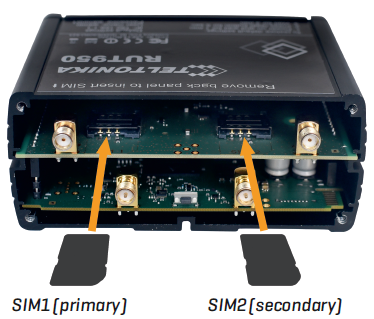 Remove back panel to insert SIM !
TELTONIKA
RUT950
SIM1 (primary)
SIM2 (secondary)